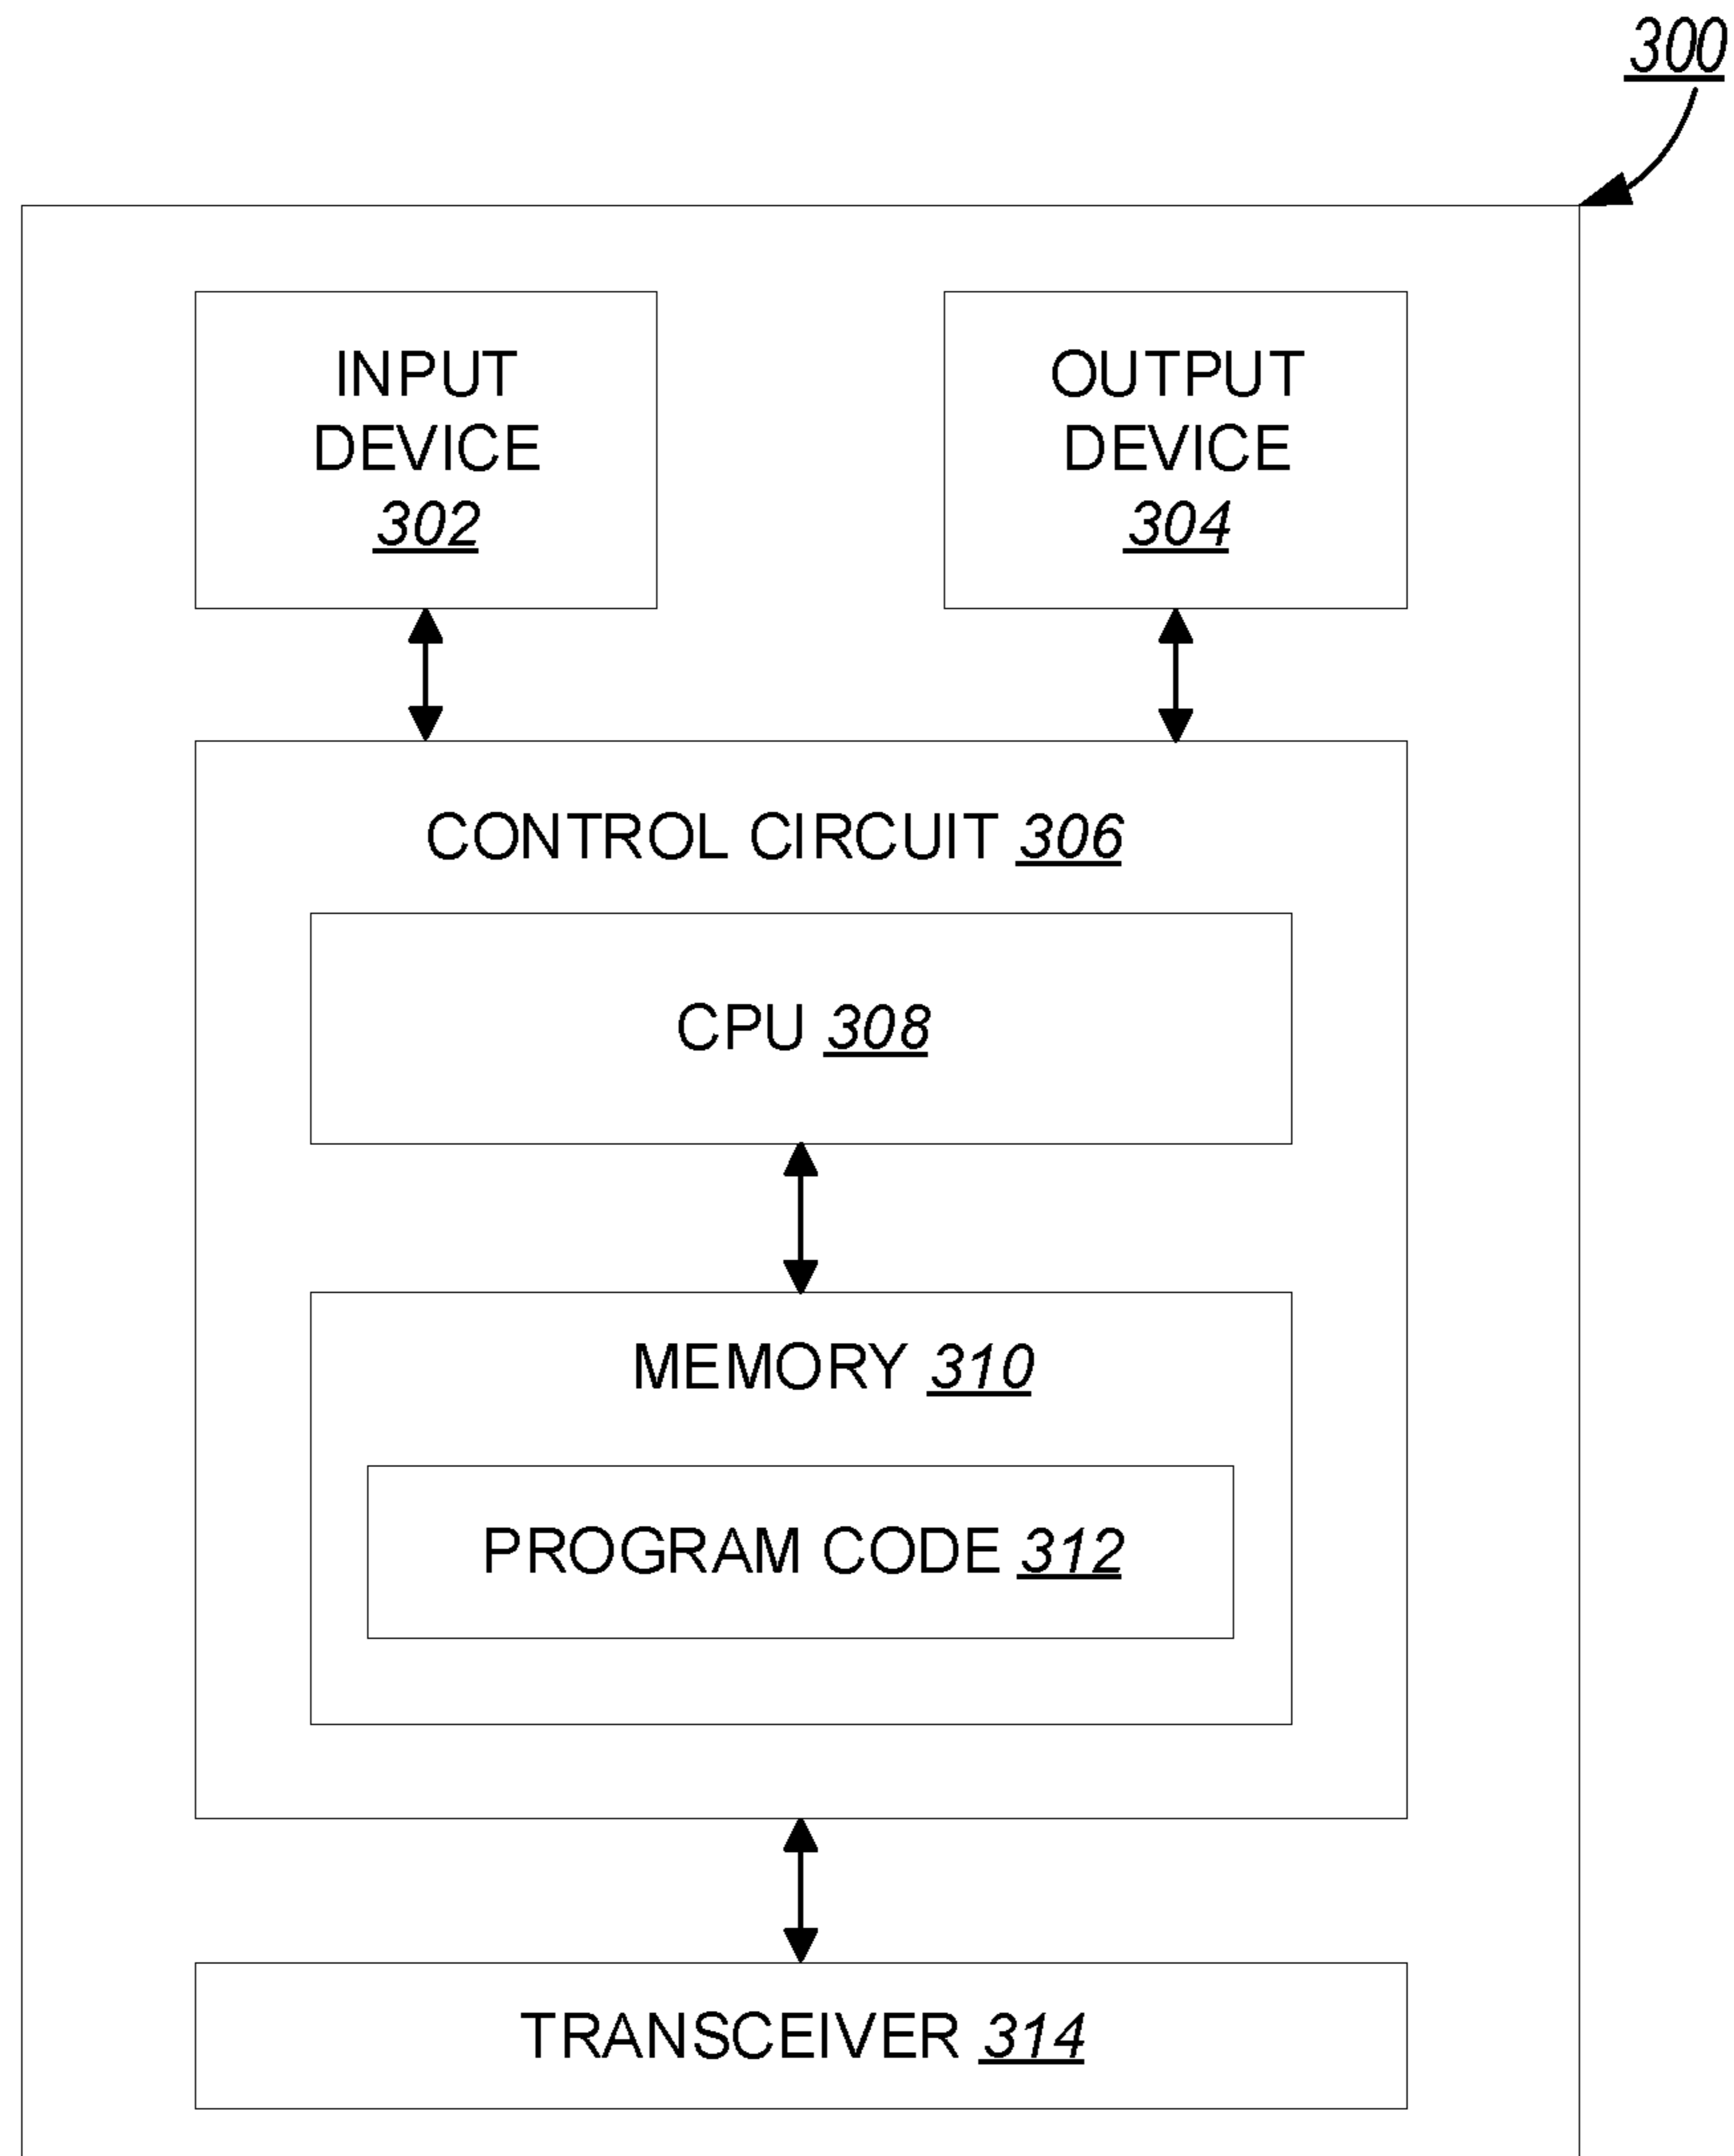 300
INPUT
DEVICE
302
OUTPUT
DEVICE
304
CONTROL CIRCUIT 306
CPU 308
MEMORY 310
PROGRAM CODE 312
TRANSCEIVER 314